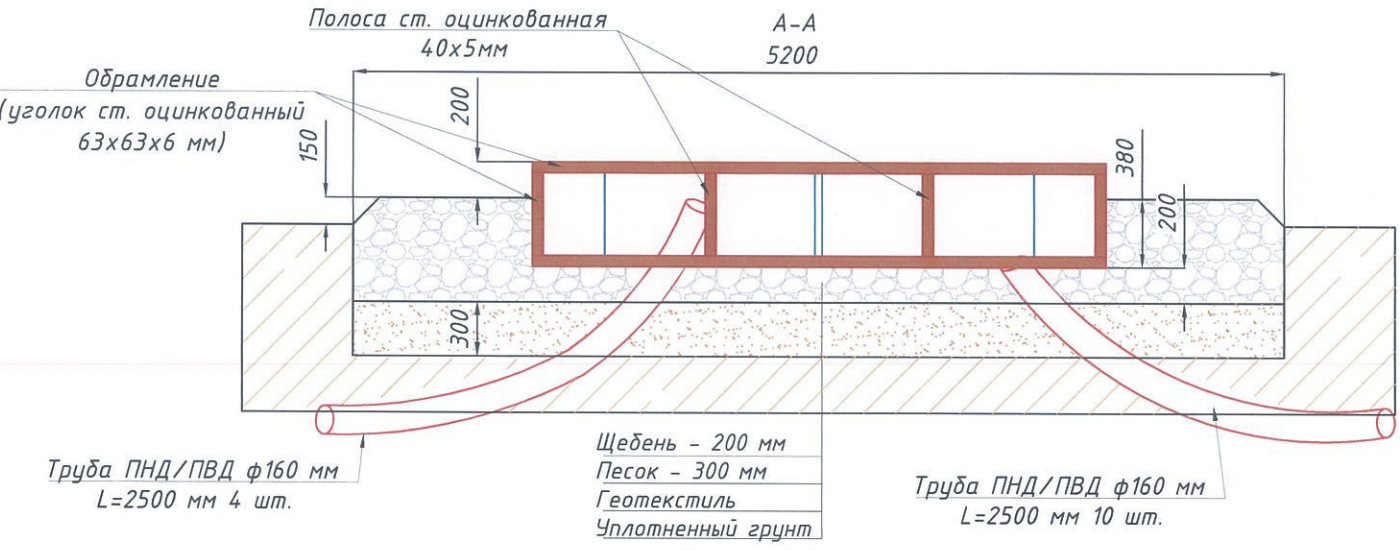 Полоса ст. оцинкованная
40х5мм
А-А
5200
Обрамление
(уголок ст. оцинкованный
63х63х6 мм)
150
200
380
200
300
Щебень - 200 мм
Песок - 300 мм
Геотекстиль
Уплотненный грунт
Труба ПНД/ПВД ф160 мм
L=2500 мм 4 шт.
Труба ПНД/ПВД ф160 мм
L=2500 мм 10 шт.